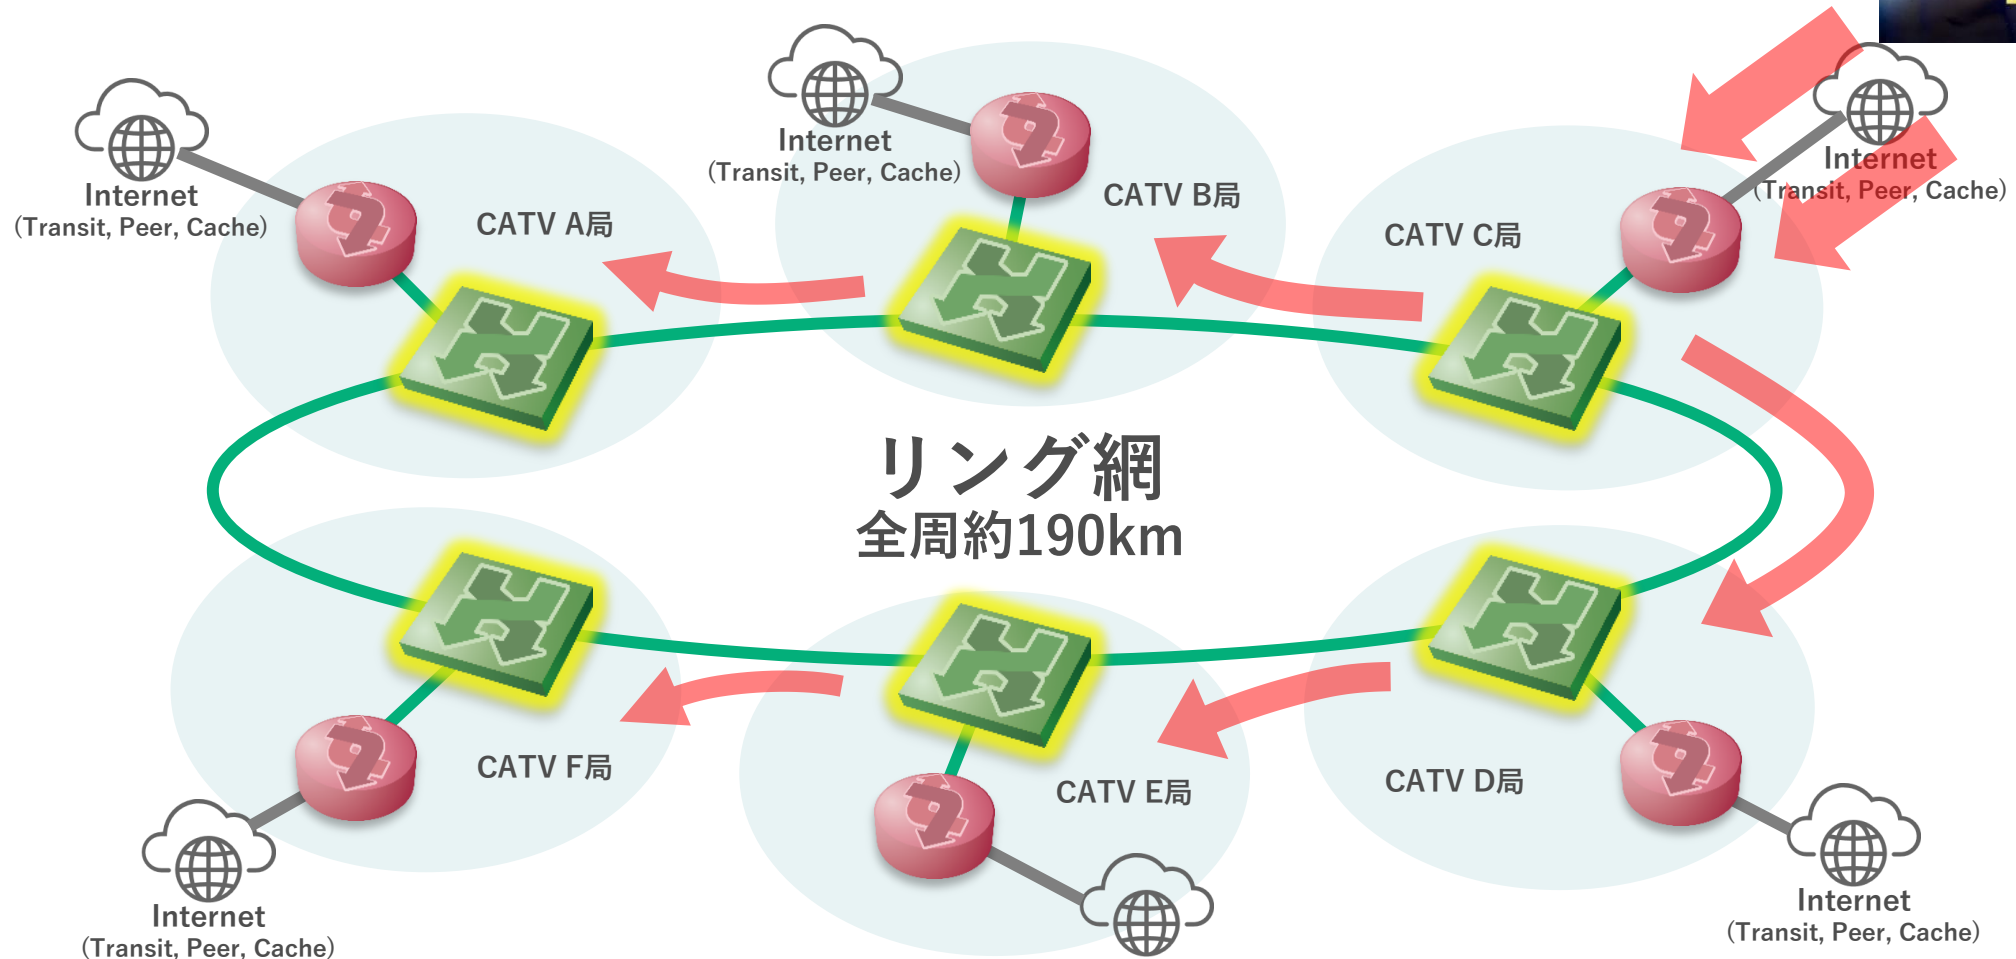 Internet
(Transit, Peer, Cache)
CATV A局
Internet
(Transit, Peer, Cache)
CATV B局
CATV C局
Internet
(Transit, Peer, Cache)
リング網
全周約190km
CATV F局
Internet
(Transit, Peer, Cache)
CATV E局
CATV D局
Internet
(Transit, Peer, Cache)